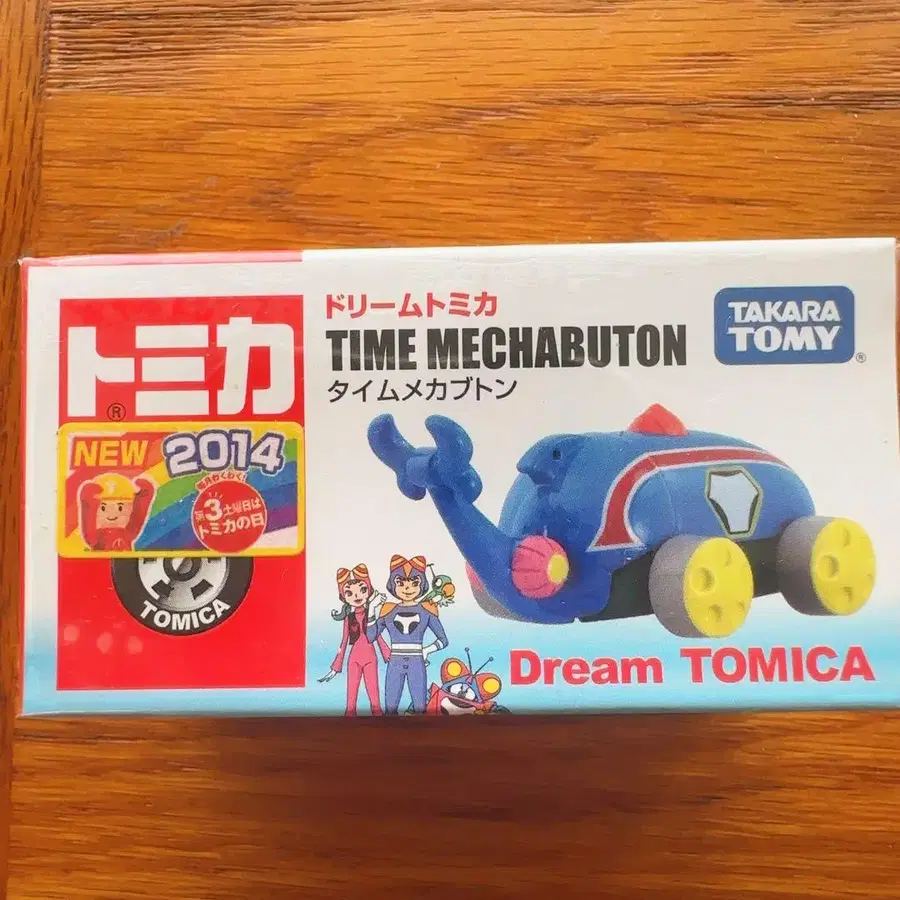 トミカ
®
NEW 2014
毎月わくわく!
第3土曜日は
トミカの日
TOMICA
ドリームトミカ
TIME MECHABUTON
タイムメカブトン
TAKARA
TOMY
®
Dream TOMICA